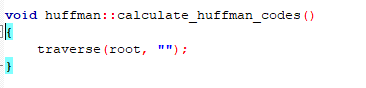 void huffman::calculate_huffman_codes()
{
    traverse(root, "");
}